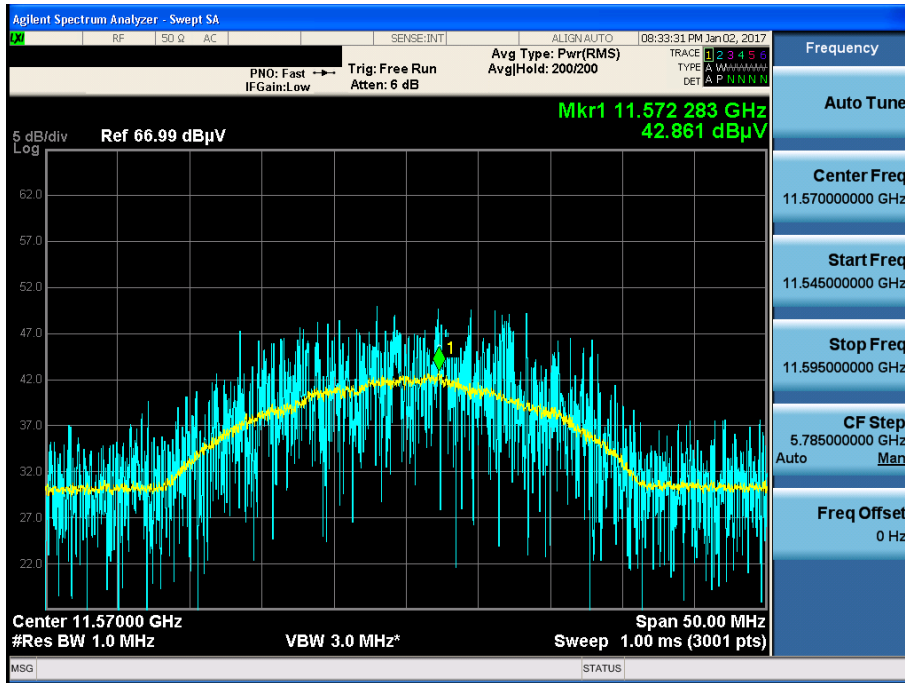 Agilent Spectrum Analyzer - Swept SA
LXI RF 50 Ω AC SENSE:INT ALIGN AUTO 08:33:31 PM Jan 02, 2017
PNO: Fast Trig: Free Run Avg Type: Pwr(RMS) TRACE 1 2 3 4 5 6
IFGain:Low Atten: 6 dB Avg|Hold: 200/200 TYPE A WWWWW
DET A P N N N N
Mkr1 11.572 283 GHz
42.861 dBµV
5 dB/div Ref 66.99 dBµV
Log
62.0
57.0
52.0
47.0
1
42.0
37.0
32.0
27.0
22.0
Center 11.57000 GHz Span 50.00 MHz
#Res BW 1.0 MHz VBW 3.0 MHz* Sweep 1.00 ms (3001 pts)
MSG STATUS
Frequency
Auto Tune
Center Freq
11.570000000 GHz
Start Freq
11.545000000 GHz
Stop Freq
11.595000000 GHz
CF Step
5.785000000 GHz
Auto Man
Freq Offset
0 Hz